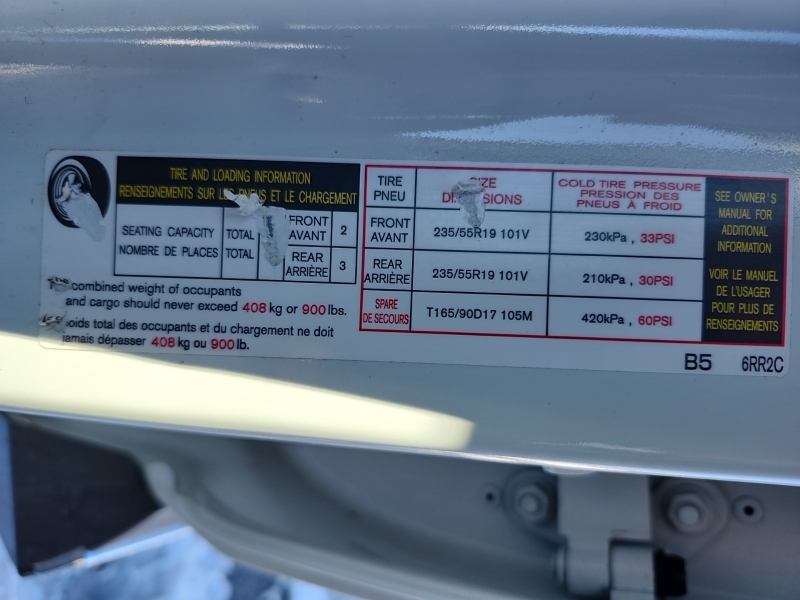 TIRE AND LOADING INFORMATION
RENSEIGNEMENTS SUR ET LE CHARGEMENT
SEATING CAPACITY
NOMBRE DE PLACES
TOTAL
TOTAL
FRONT
AVANT
2
REAR
ARRIÈRE
3
combined weight of occupants
and cargo should never exceed 408 kg or 900 lbs.
total des occupants et du chargement ne doit
jamais dépasser 408 kg ou 900 lb.
TIRE
PNEU
COLD TIRE PRESSURE
PRESSION DES
PNEUS À FROID
FRONT
AVANT
235/55R19 101V
230kPa , 33PSI
REAR
ARRIÈRE
235/55R19 101V
210kPa , 30PSI
SPARE
DE SECOURS
T165/90D17 105M
420kPa , 60PSI
SEE OWNER'S
MANUAL FOR
ADDITIONAL
INFORMATION
VOIR LE MANUEL
DE L'USAGER
POUR PLUS DE
RENSEIGNEMENTS
B5 6RR2C